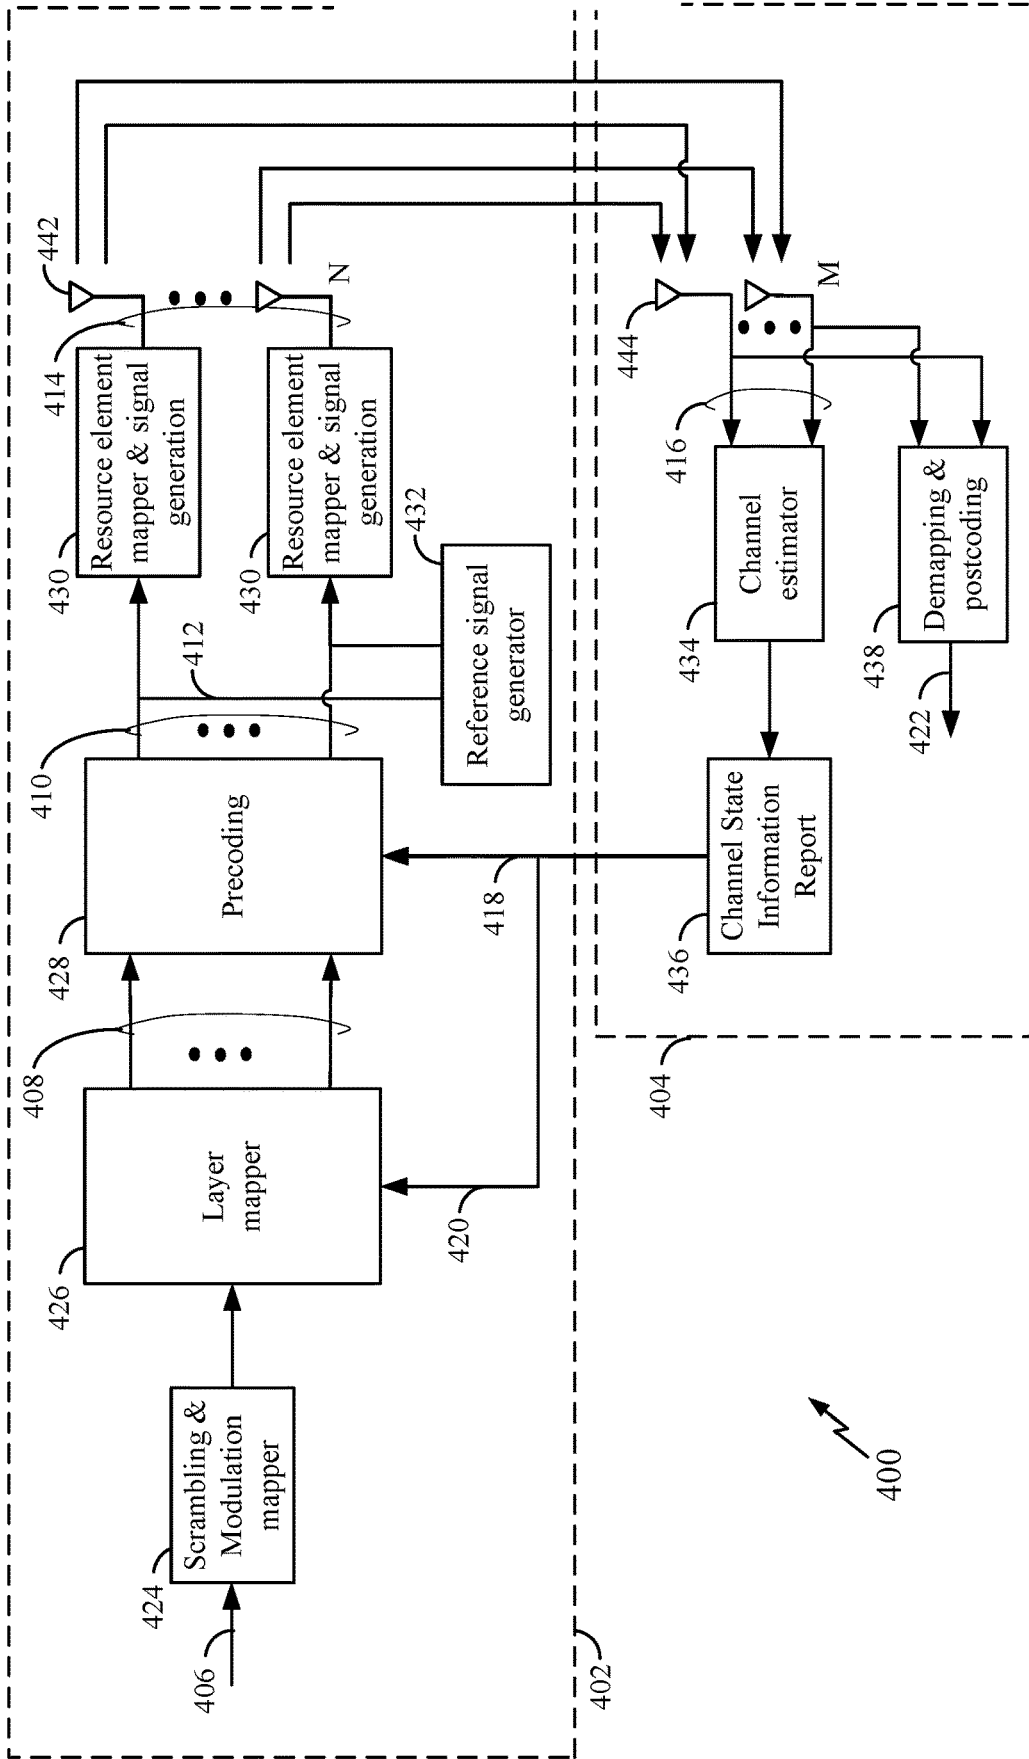 406
424
Scrambling &
Modulation
mapper
426
Layer
mapper
408
428
Precoding
410
412
430
Resource element
mapper & signal
generation
430
Resource element
mapper & signal
generation
414
442
N
432
Reference signal
generator
418
420
402
404
436
Channel State
Information
Report
434
Channel
estimator
416
444
M
438
Demapping &
postcoding
422
400